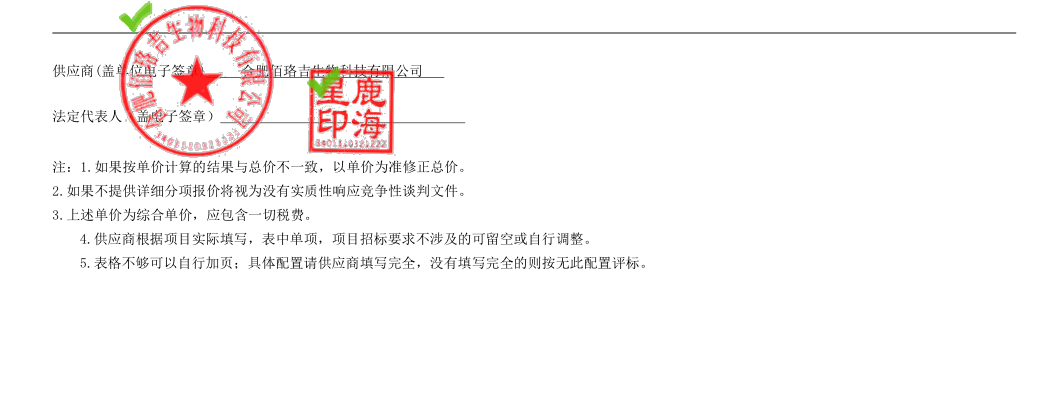 合肥佰珞吉生物科技有限公司
供应商(盖单位电子签章) 合肥佰珞吉生物科技有限公司
鹿海星印
法定代表人（盖电子签章）
注：1.如果按单价计算的结果与总价不一致，以单价为准修正总价。
2.如果不提供详细分项报价将视为没有实质性响应竞争性谈判文件。
3.上述单价为综合单价，应包含一切税费。
4.供应商根据项目实际填写，表中单项，项目招标要求不涉及的可留空或自行调整。
5.表格不够可以自行加页；具体配置请供应商填写完全，没有填写完全的则按无此配置评标。